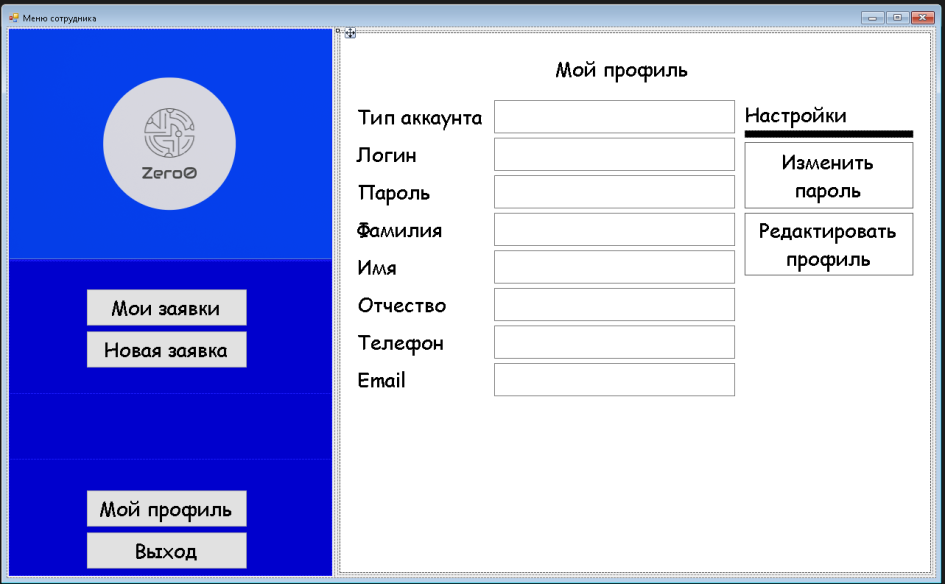 Меню сотрудника
Zero0
Мои заявки
Новая заявка
Мой профиль
Выход
Мой профиль
Тип аккаунта
Логин
Пароль
Фамилия
Имя
Отчество
Телефон
Email
Настройки
Изменить
пароль
Редактировать
профиль